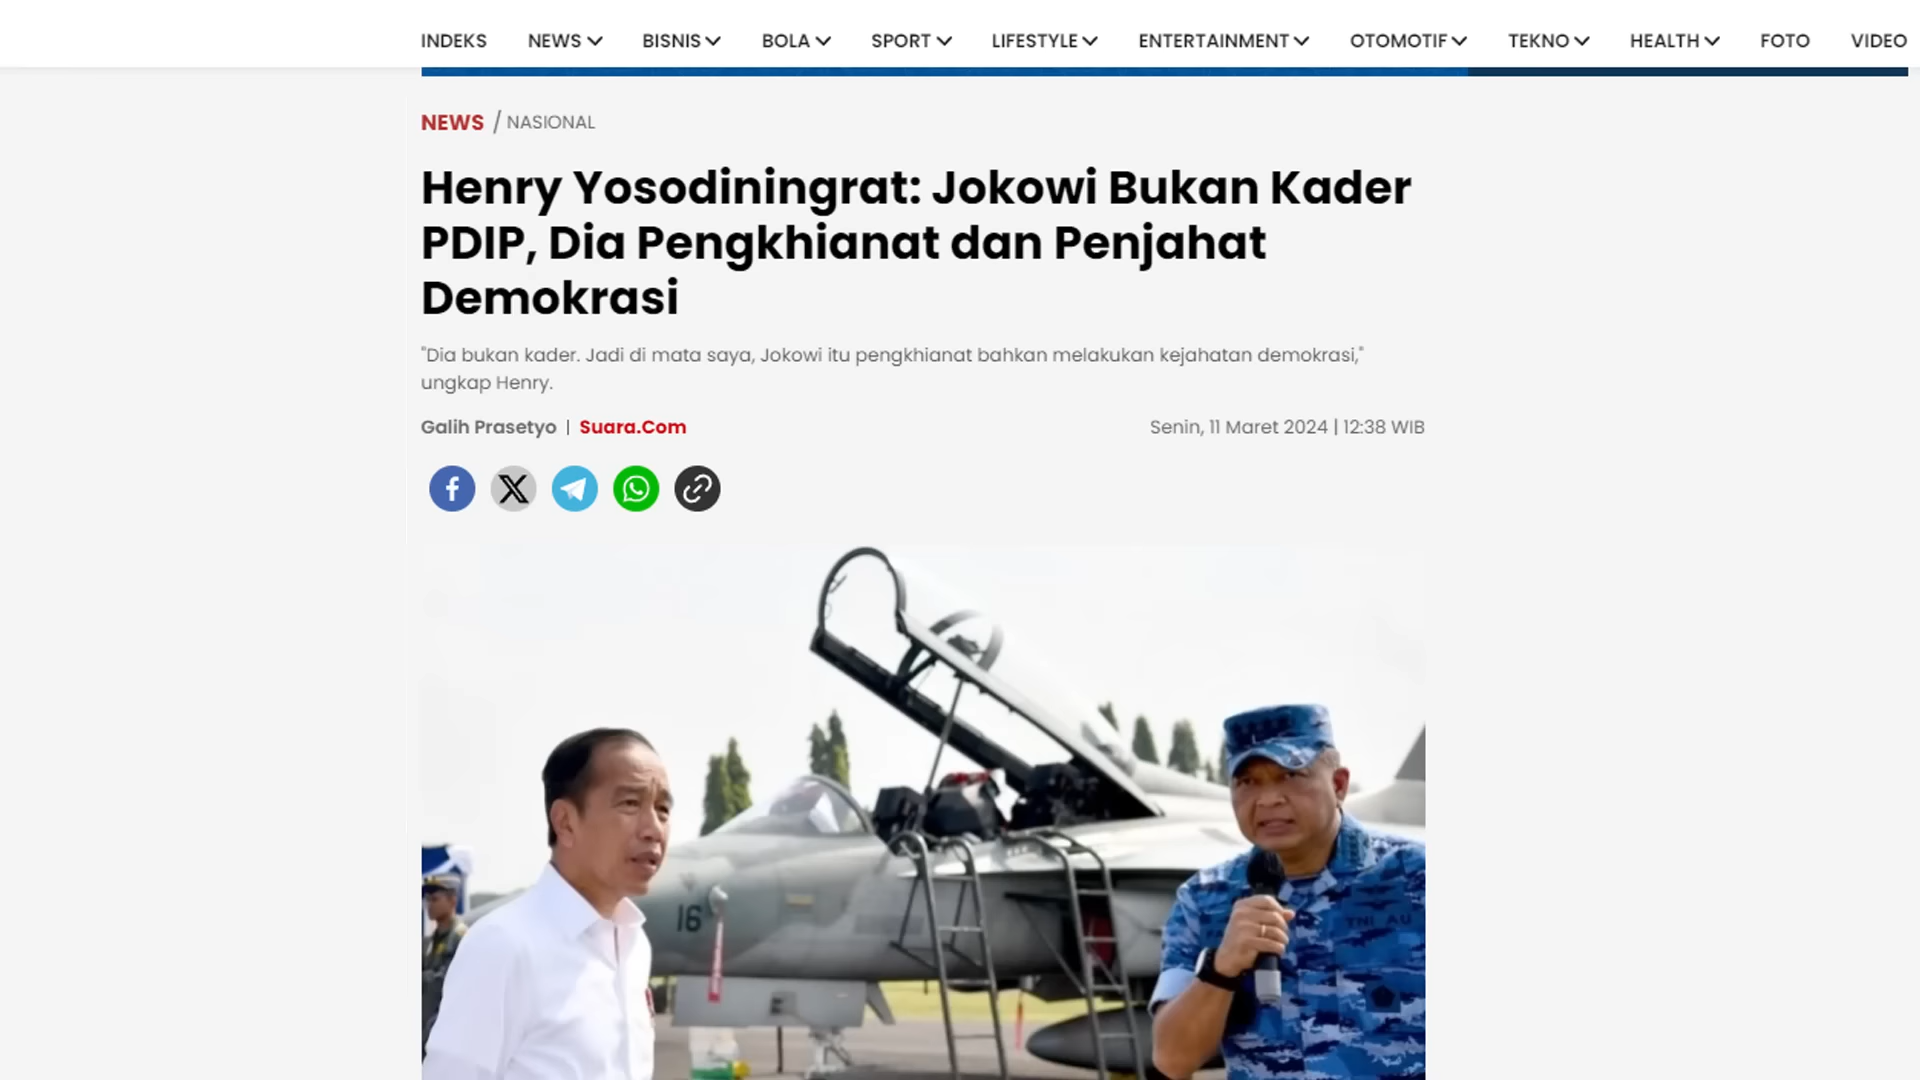 INDEKS NEWS BISNIS BOLA SPORT LIFESTYLE ENTERTAINMENT OTOMOTIF TEKNO HEALTH FOTO VIDEO
NEWS / NASIONAL
Henry Yosodiningrat: Jokowi Bukan Kader
PDIP, Dia Pengkhianat dan Penjahat
Demokrasi
"Dia bukan kader. Jadi di mata saya, Jokowi itu pengkhianat bahkan melakukan kejahatan demokrasi,"
ungkap Henry.
Galih Prasetyo | Suara.Com
Senin, 11 Maret 2024 | 12:38 WIB
16
TNI AU